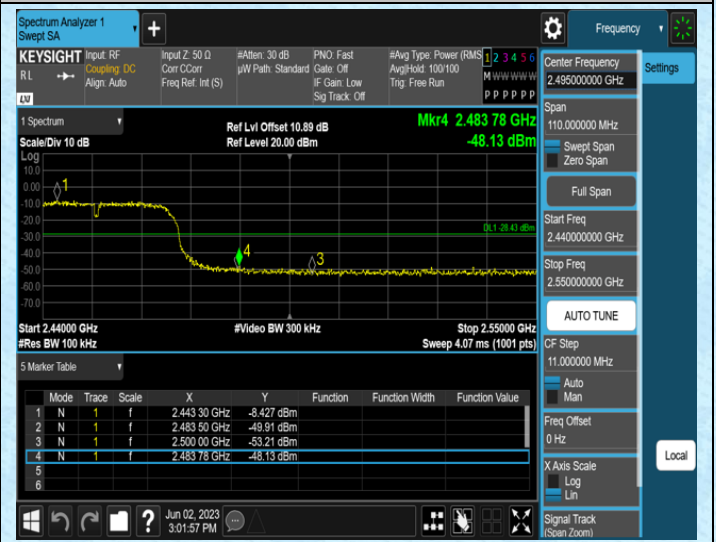 Spectrum Analyzer 1
Swept SA
+
Frequency
KEYSIGHT
RL
LXI
Input: RF
Coupling: DC
Align: Auto
Input Z: 50 Ω
Corr CCorr
Freq Ref: Int (S)
#Atten: 30 dB
µW Path: Standard
PNO: Fast
Gate: Off
IF Gain: Low
Sig Track: Off
#Avg Type: Power (RMS
Avg|Hold: 100/100
Trig: Free Run
1 2 3 4 5 6
M W W W W W
P P P P P P
1 Spectrum
Scale/Div 10 dB
Log
Ref Lvl Offset 10.89 dB
Ref Level 20.00 dBm
Mkr4 2.483 78 GHz
-48.13 dBm
10.0
0.00
-10.0
-20.0
-30.0
-40.0
-50.0
-60.0
-70.0
1
4
3
DL1 -28.43 dBm
Start 2.44000 GHz
#Res BW 100 kHz
#Video BW 300 kHz
Stop 2.55000 GHz
Sweep 4.07 ms (1001 pts)
5 Marker Table
Mode Trace Scale X Y Function Function Width Function Value
1 N 1 f 2.443 30 GHz -8.427 dBm
2 N 1 f 2.483 50 GHz -49.91 dBm
3 N 1 f 2.500 00 GHz -53.21 dBm
4 N 1 f 2.483 78 GHz -48.13 dBm
5
6
?
Jun 02, 2023
3:01:57 PM
Center Frequency
2.495000000 GHz
Span
110.000000 MHz
Swept Span
Zero Span
Full Span
Start Freq
2.440000000 GHz
Stop Freq
2.550000000 GHz
AUTO TUNE
CF Step
11.000000 MHz
Auto
Man
Freq Offset
0 Hz
X Axis Scale
Log
Lin
Signal Track
(Span Zoom)
Settings
Local